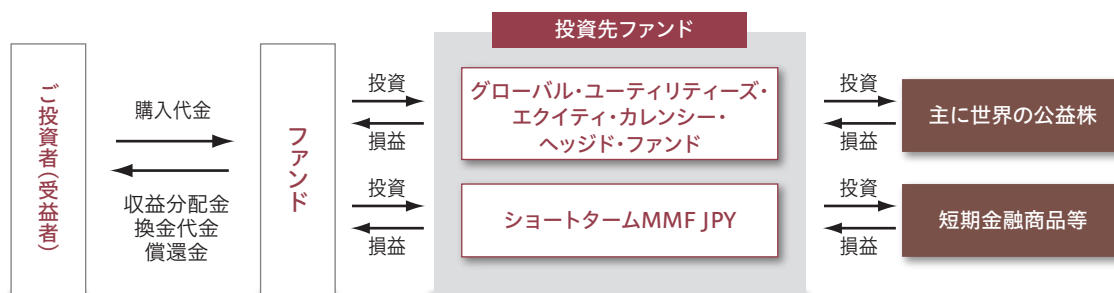 ご投資者(受益者)
購入代金
収益分配金
換金代金
償還金
ファンド
投資
損益
投資
損益
投資先ファンド
グローバル・ユーティリティーズ・
エクイティ・カレンシー・
ヘッジド・ファンド
ショートタームMMF JPY
投資
損益
投資
損益
主に世界の公益株
短期金融商品等